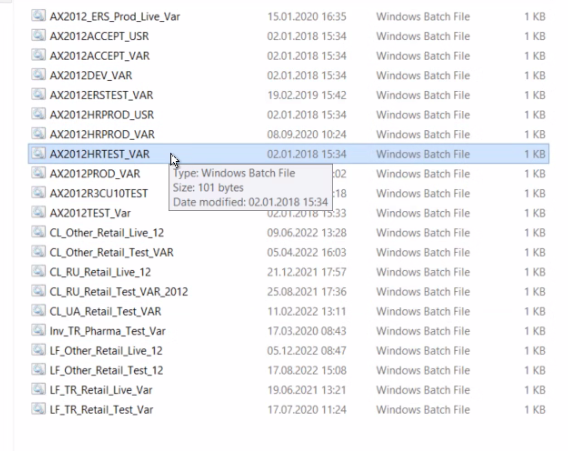 AX2012_ERS_Prod_Live_Var 15.01.2020 16:35 Windows Batch File 1 KB
AX2012ACCEPT_USR 02.01.2018 15:34 Windows Batch File 1 KB
AX2012ACCEPT_VAR 02.01.2018 15:34 Windows Batch File 1 KB
AX2012DEV_VAR 02.01.2018 15:34 Windows Batch File 1 KB
AX2012ERSTEST_VAR 19.02.2019 15:42 Windows Batch File 1 KB
AX2012HRPROD_USR 02.01.2018 15:34 Windows Batch File 1 KB
AX2012HRPROD_VAR 08.09.2020 10:24 Windows Batch File 1 KB
AX2012HRTEST_VAR 02.01.2018 15:34 Windows Batch File 1 KB
AX2012PROD_VAR :02 Windows Batch File 1 KB
Type: Windows Batch File
Size: 101 bytes
Date modified: 02.01.2018 15:34
AX2012R3CU10TEST :18 Windows Batch File 1 KB
AX2012TEST_Var 02.01.2018 15:33 Windows Batch File 1 KB
CL_Other_Retail_Live_12 09.06.2022 13:28 Windows Batch File 1 KB
CL_Other_Retail_Test_VAR 05.04.2022 16:03 Windows Batch File 1 KB
CL_RU_Retail_Live_12 21.12.2021 17:57 Windows Batch File 1 KB
CL_RU_Retail_Test_VAR_2012 25.08.2021 17:36 Windows Batch File 1 KB
CL_UA_Retail_Test_VAR 11.02.2022 13:11 Windows Batch File 1 KB
Inv_TR_Pharma_Test_Var 17.03.2020 08:43 Windows Batch File 1 KB
LF_Other_Retail_Live_12 05.12.2022 08:47 Windows Batch File 1 KB
LF_Other_Retail_Test_12 17.08.2022 15:08 Windows Batch File 1 KB
LF_TR_Retail_Live_Var 19.06.2021 13:21 Windows Batch File 1 KB
LF_TR_Retail_Test_Var 17.07.2020 11:24 Windows Batch File 1 KB